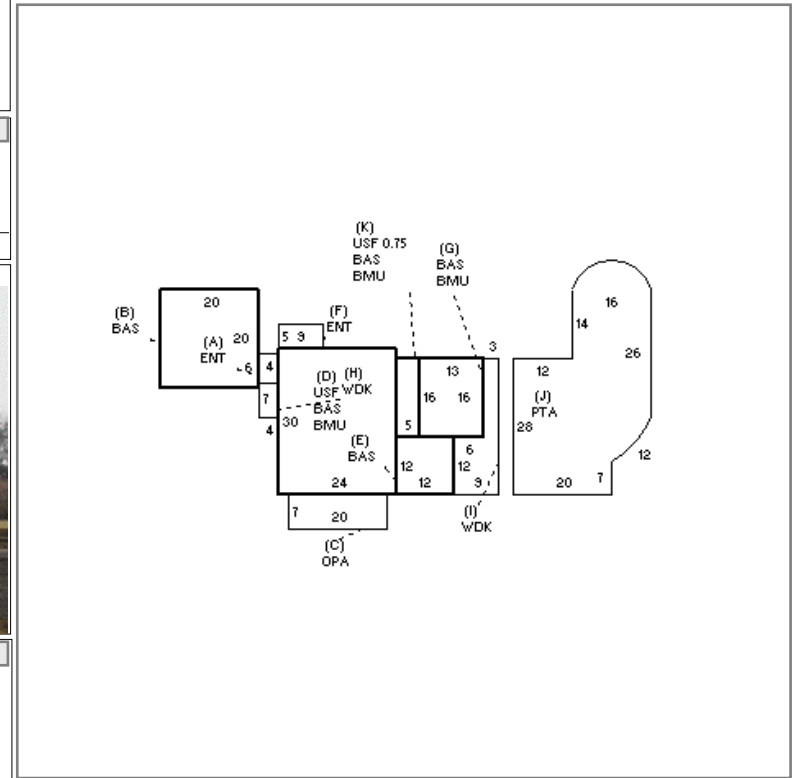 (K)
USF 0.75
BAS
BMU
(G)
BAS
BMU
(B)
BAS
20
20
(A)
ENT
6
4
7
4
(F)
ENT
5 9
3
(D)
USF
BAS
BMU
(H)
WDK
30
24
(E)
BAS
13
16 16
5
12
12
12
6
9
(I)
WDK
7
20
(C)
OPA
16
14
26
12
(J)
PTA
28
20
7
12